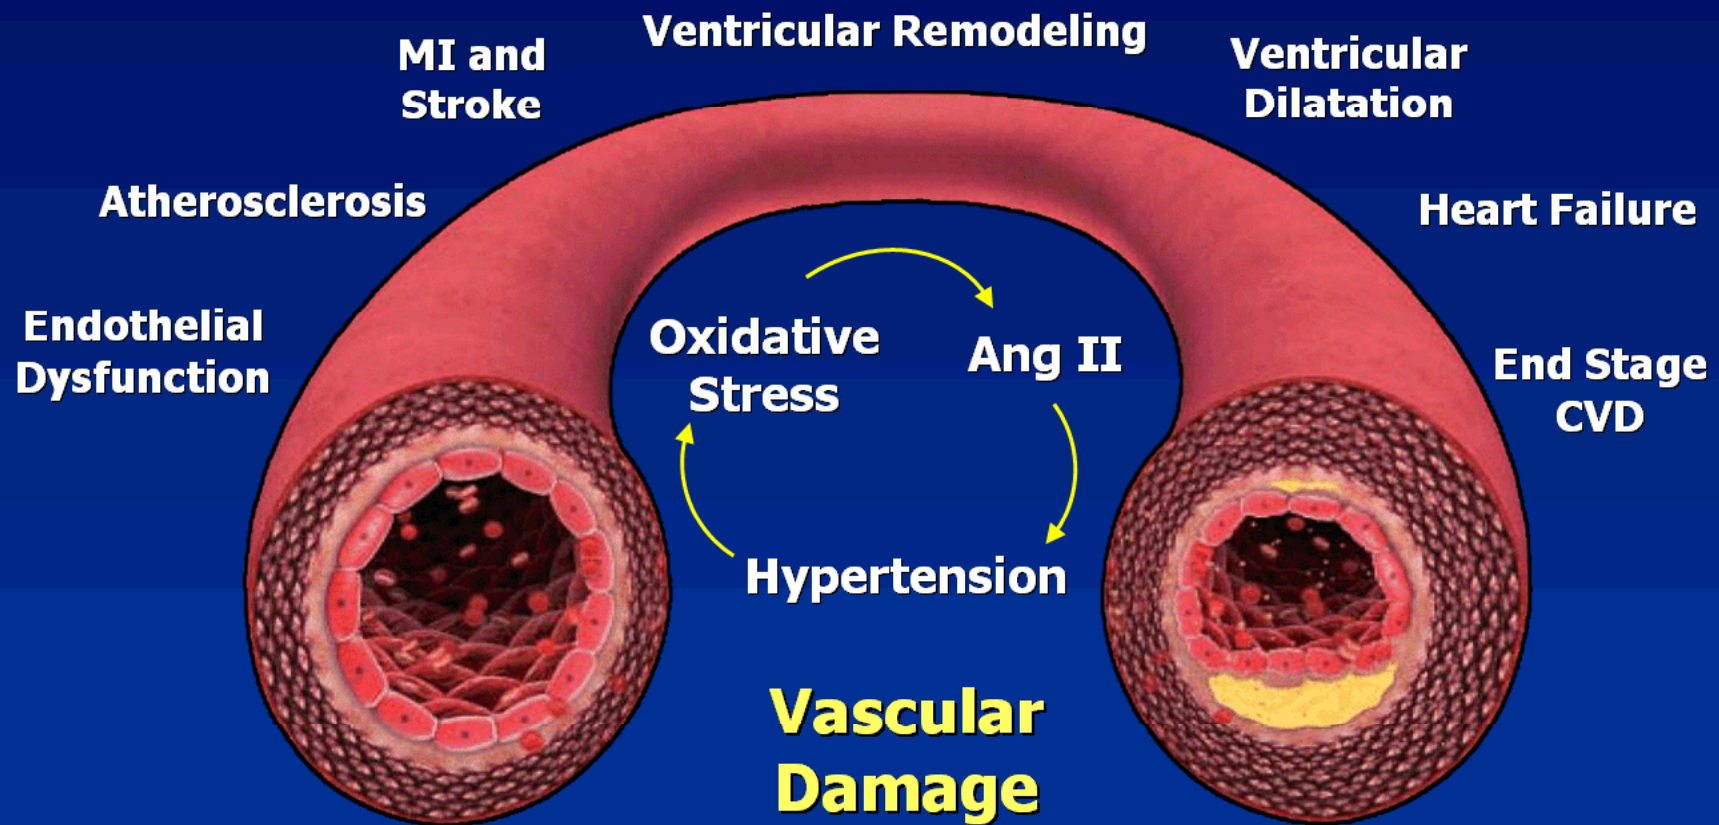 Ventricular Remodeling
MI and
Stroke
Ventricular
Dilatation
Atherosclerosis
Heart Failure
Endothelial
Dysfunction
Oxidative
Stress
Ang II
End Stage
CVD
Hypertension
Vascular
Damage